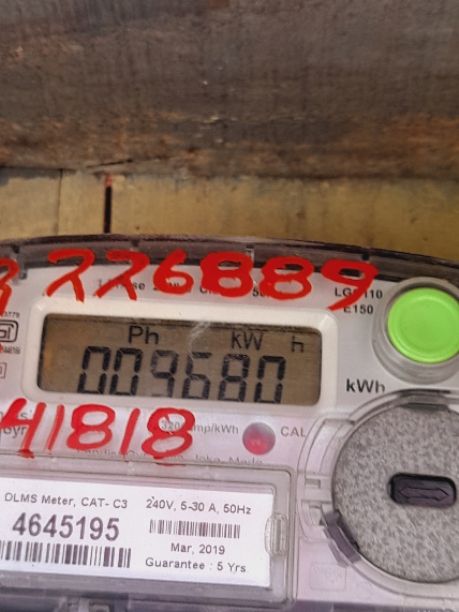 226889
LG+110
E150
Ph kW h
009680
kWh
41818
3200 imp/kWh
CAL
DLMS Meter, CAT- C3
4645195
240V, 5-30 A, 50Hz
Mar, 2019
Guarantee : 5 Yrs